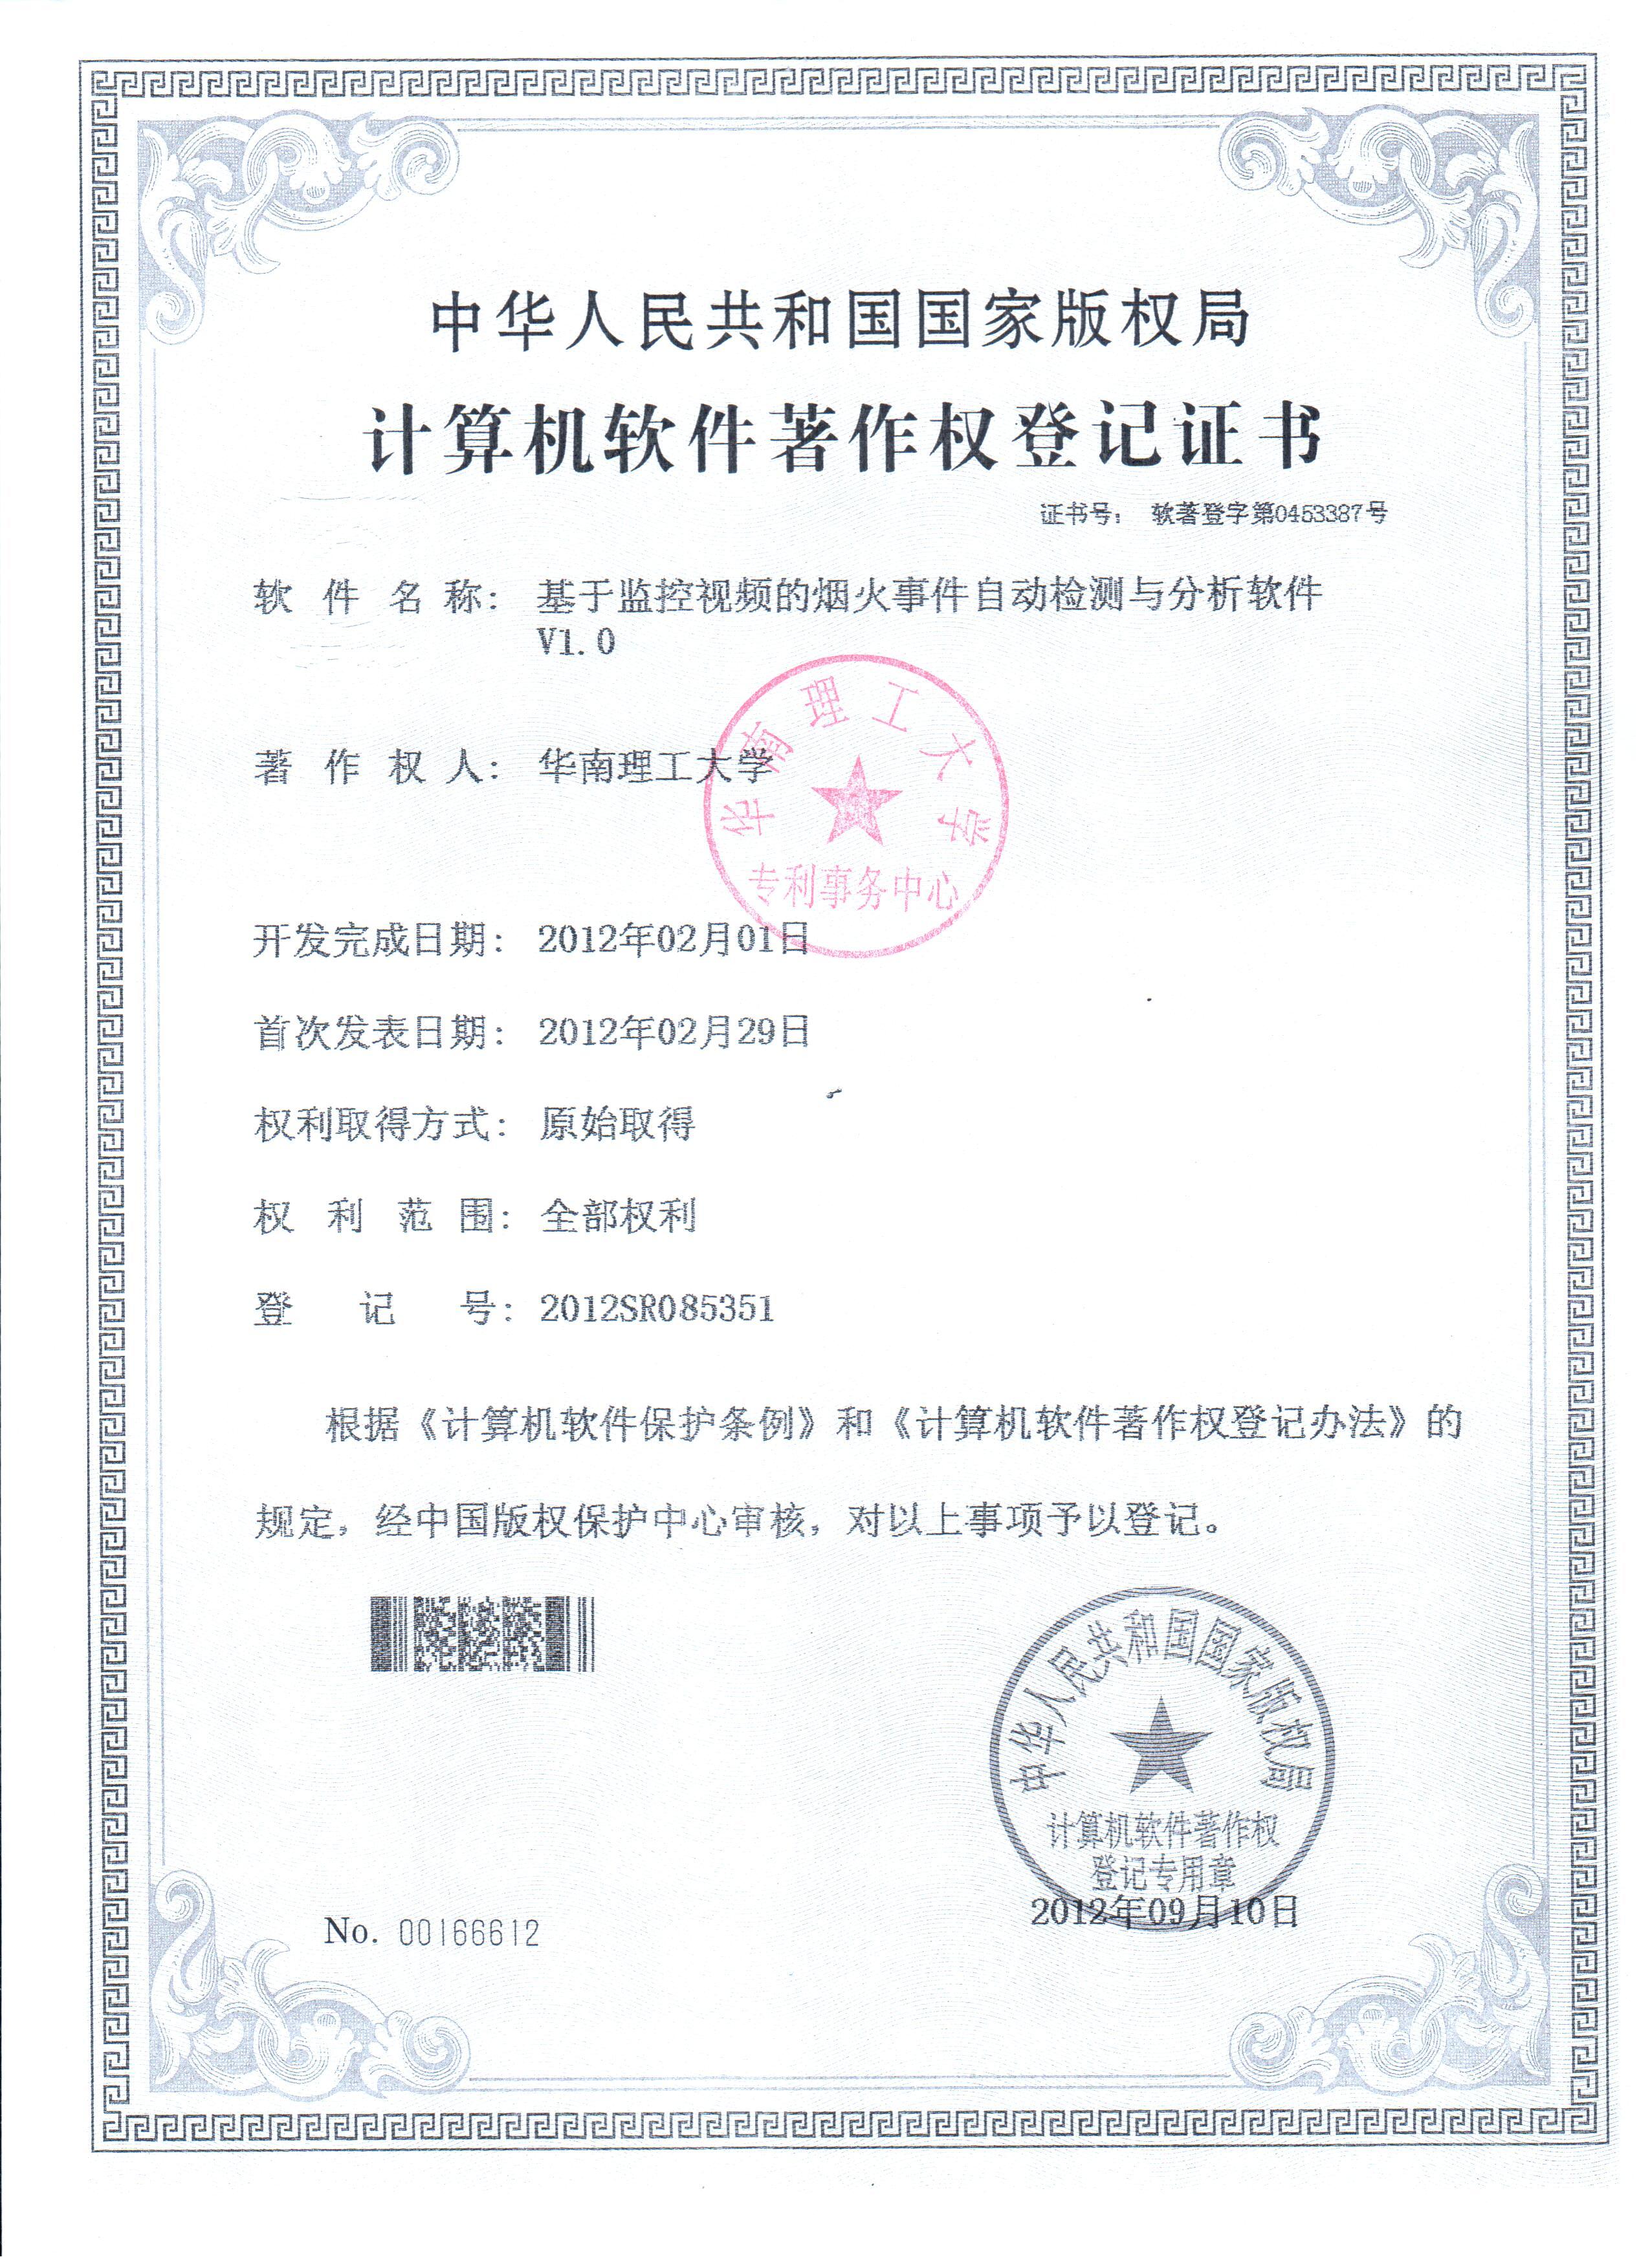 中华人民共和国国家版权局
计算机软件著作权登记证书
证书号： 软著登字第0453387号
软件名称： 基于监控视频的烟火事件自动检测与分析软件
V1.0
著作权人： 华南理工大学
华南理工大学
专利事务中心
开发完成日期： 2012年02月01日
首次发表日期： 2012年02月29日
权利取得方式： 原始取得
权利范围： 全部权利
登记号： 2012SR085351
根据《计算机软件保护条例》和《计算机软件著作权登记办法》的
规定，经中国版权保护中心审核，对以上事项予以登记。
中华人民共和国国家版权局
计算机软件著作权
登记专用章
2012年09月10日
No. 00166612